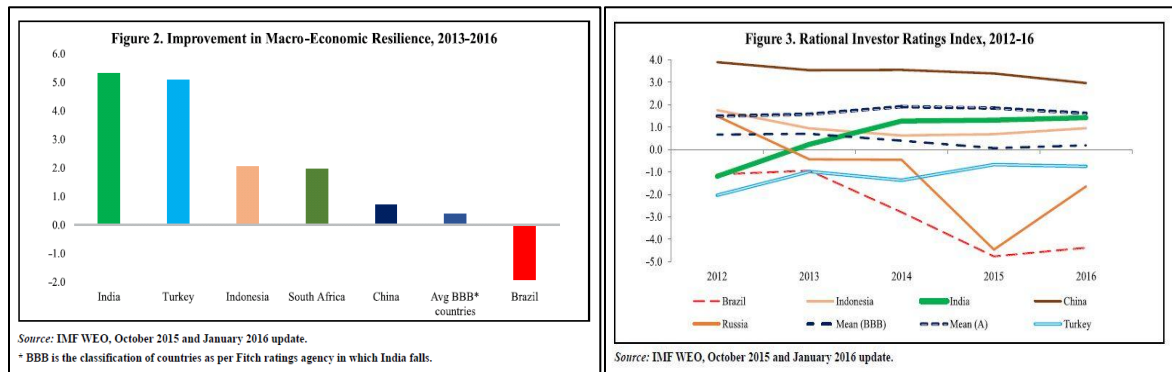 Figure 2. Improvement in Macro-Economic Resilience, 2013-2016
6.0
5.0
4.0
3.0
2.0
1.0
0.0
-1.0
-2.0
India
Turkey
Indonesia
South Africa
China
Avg BBB*
countries
Brazil
Source: IMF WEO, October 2015 and January 2016 update.
* BBB is the classification of countries as per Fitch ratings agency in which India falls.
Figure 3. Rational Investor Ratings Index, 2012-16
4.0
3.0
2.0
1.0
0.0
-1.0
-2.0
-3.0
-4.0
-5.0
2012
2013
2014
2015
2016
Brazil
Indonesia
India
China
Russia
Mean (BBB)
Mean (A)
Turkey
Source: IMF WEO, October 2015 and January 2016 update.